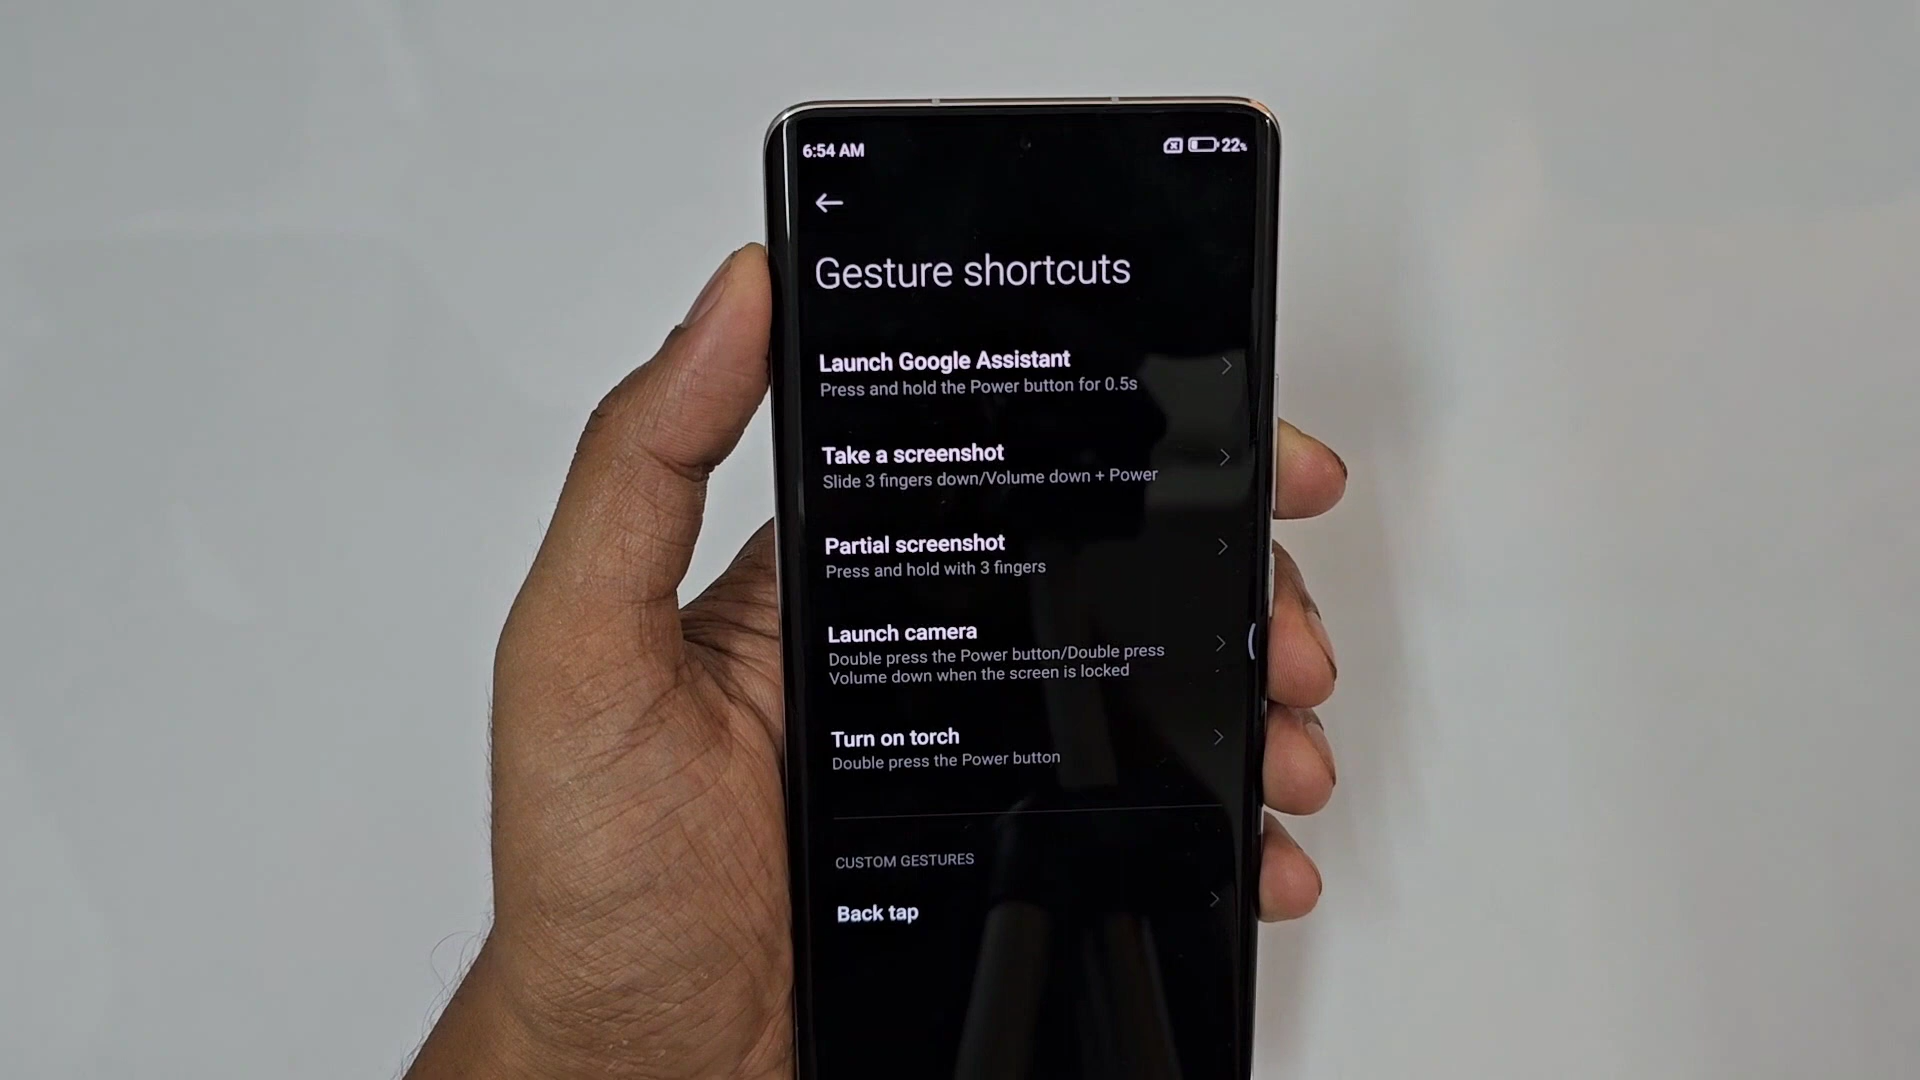 6:54 AM
22%
Gesture shortcuts
Launch Google Assistant
Press and hold the Power button for 0.5s
Take a screenshot
Slide 3 fingers down/Volume down + Power
Partial screenshot
Press and hold with 3 fingers
Launch camera
Double press the Power button/Double press
Volume down when the screen is locked
Turn on torch
Double press the Power button
CUSTOM GESTURES
Back tap